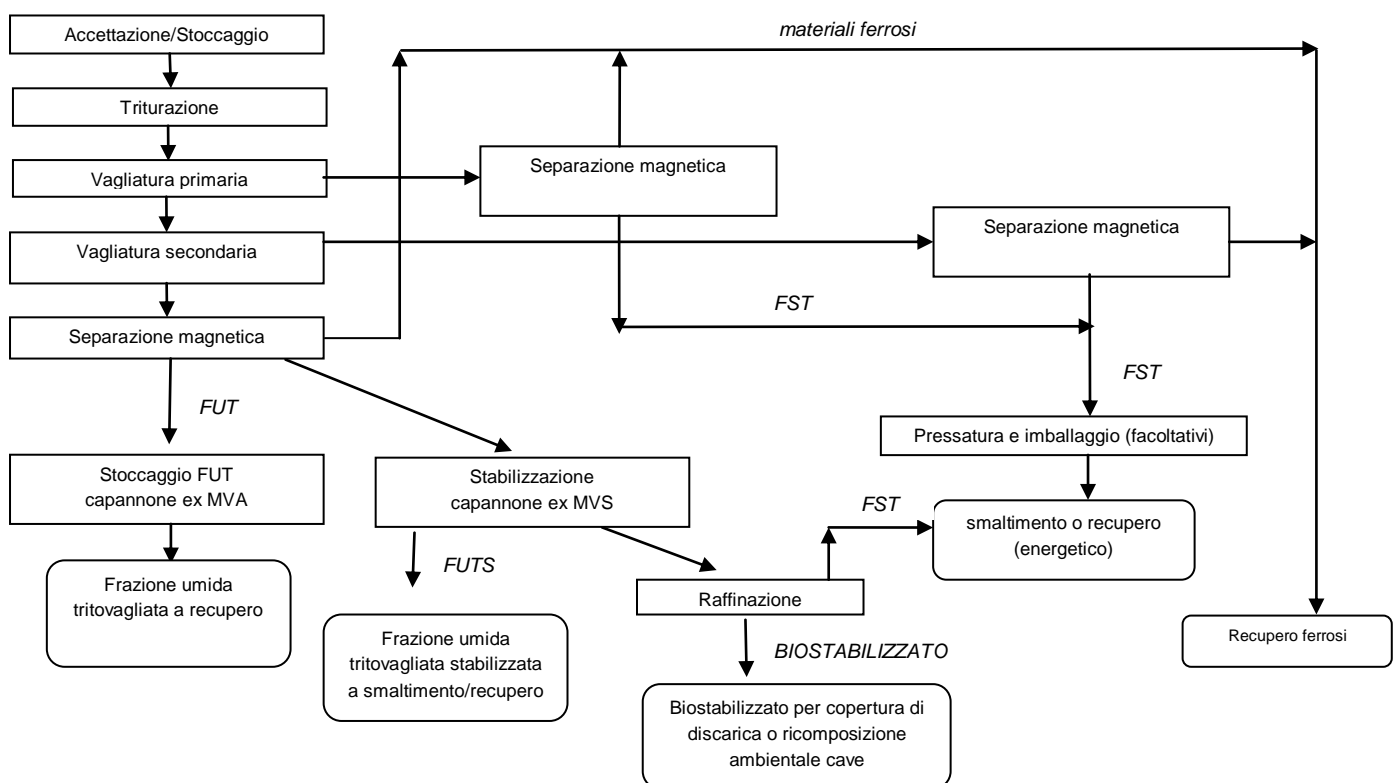 Accettazione/Stoccaggio
materiali ferrosi
Triturazione
Vagliatura primaria
Separazione magnetica
Vagliatura secondaria
Separazione magnetica
FST
Separazione magnetica
FST
FUT
Pressatura e imballaggio (facoltativi)
Stoccaggio FUT
capannone ex MVA
Stabilizzazione
capannone ex MVS
FST
smaltimento o recupero
(energetico)
FUTS
Frazione umida
tritovagliata a recupero
Raffinazione
Frazione umida
tritovagliata stabilizzata
a smaltimento/recupero
BIOSTABILIZZATO
Recupero ferrosi
Biostabilizzato per copertura di
discarica o ricomposizione
ambientale cave